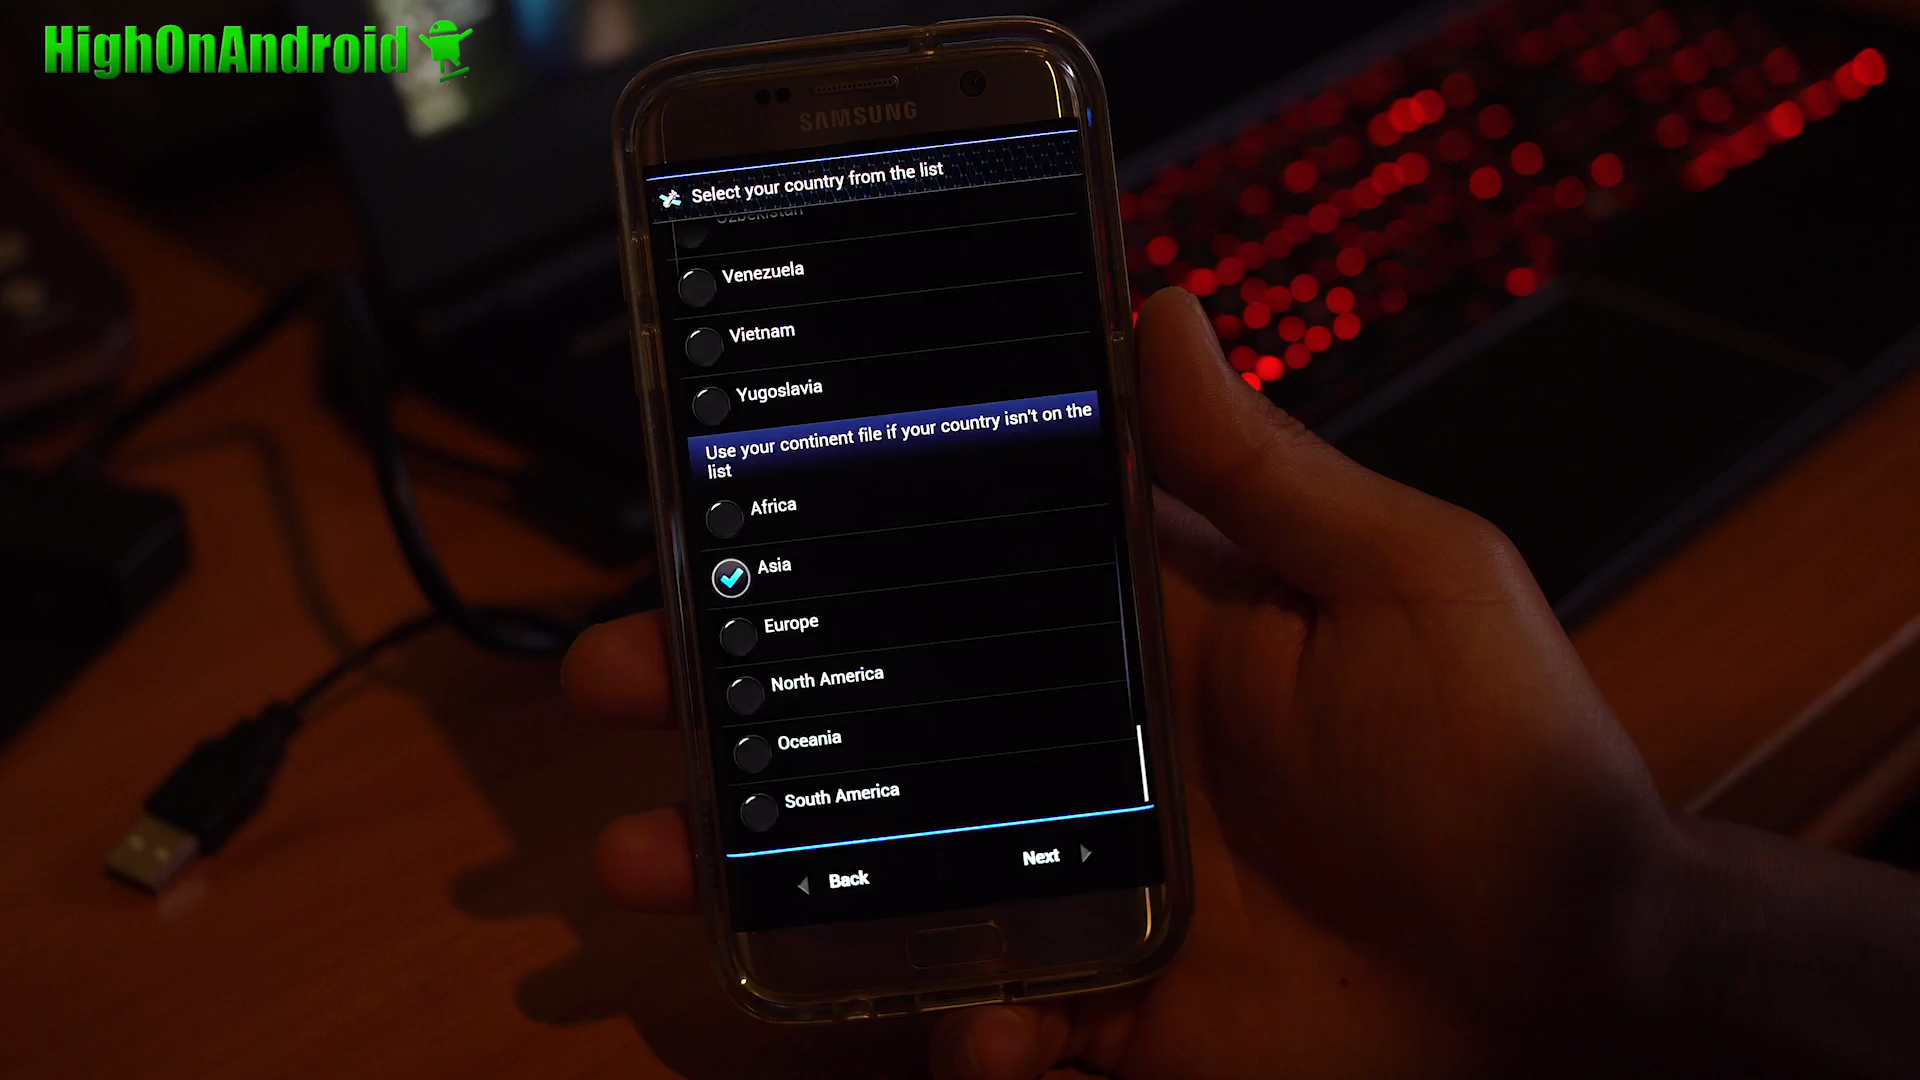 HighOnAndroid
SAMSUNG
Select your country from the list
Uzbekistan
Venezuela
Vietnam
Yugoslavia
Use your continent file if your country isn't on the
list
Africa
Asia
Europe
North America
Oceania
South America
Back
Next